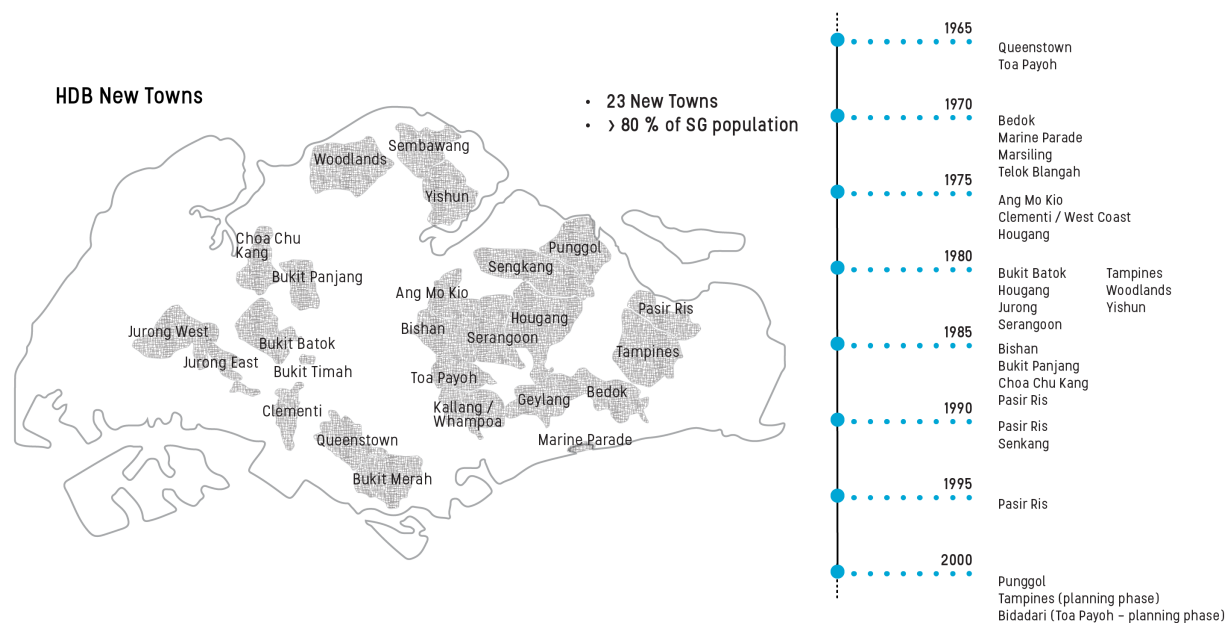 HDB New Towns
• 23 New Towns
• > 80 % of SG population
Woodlands
Sembawang
Yishun
Choa Chu
Kang
Bukit Panjang
Punggol
Sengkang
Ang Mo Kio
Pasir Ris
Hougang
Bishan
Serangoon
Jurong West
Bukit Batok
Tampines
Jurong East
Bukit Timah
Toa Payoh
Bedok
Geylang
Clementi
Kallang /
Whampoa
Queenstown
Marine Parade
Bukit Merah
1965
Queenstown
Toa Payoh
1970
Bedok
Marine Parade
Marsiling
Telok Blangah
1975
Ang Mo Kio
Clementi / West Coast
Hougang
1980
Bukit Batok
Hougang
Jurong
Serangoon
Tampines
Woodlands
Yishun
1985
Bishan
Bukit Panjang
Choa Chu Kang
Pasir Ris
1990
Pasir Ris
Senkang
1995
Pasir Ris
2000
Punggol
Tampines (planning phase)
Bidadari (Toa Payoh – planning phase)